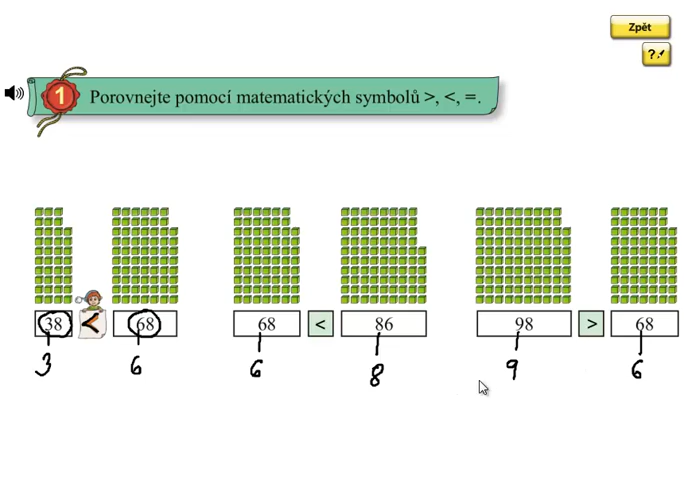 Zpět
?
1 Porovnejte pomocí matematických symbolů >, <, =.
38 < 68 68 < 86 98 > 68
3 6 6 8 9 6